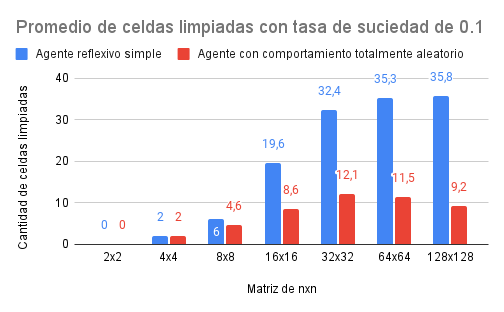 Promedio de celdas limpiadas con tasa de suciedad de 0.1
Agente reflexivo simple
Agente con comportamiento totalmente aleatorio
Cantidad de celdas limpiadas
40
30
20
10
0
0 0
2 2
6 4,6
19,6 8,6
32,4 12,1
35,3 11,5
35,8 9,2
2x2 4x4 8x8 16x16 32x32 64x64 128x128
Matriz de nxn